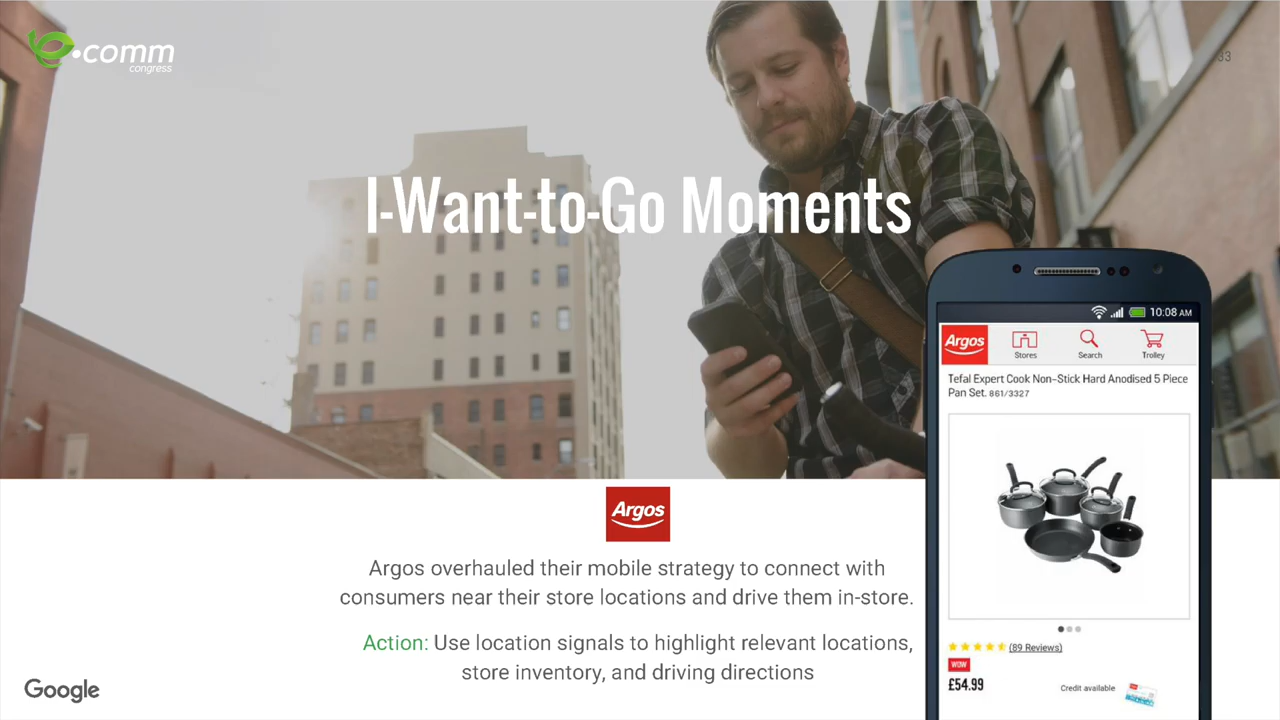 e·comm
congress
33
I-Want-to-Go Moments
10:08 AM
Argos
Stores
Search
Trolley
Tefal Expert Cook Non-Stick Hard Anodised 5 Piece
Pan Set. 861/3327
Argos
Argos overhauled their mobile strategy to connect with
consumers near their store locations and drive them in-store.
Action: Use location signals to highlight relevant locations,
store inventory, and driving directions
(89 Reviews)
WOW
£54.99
Credit available
Google